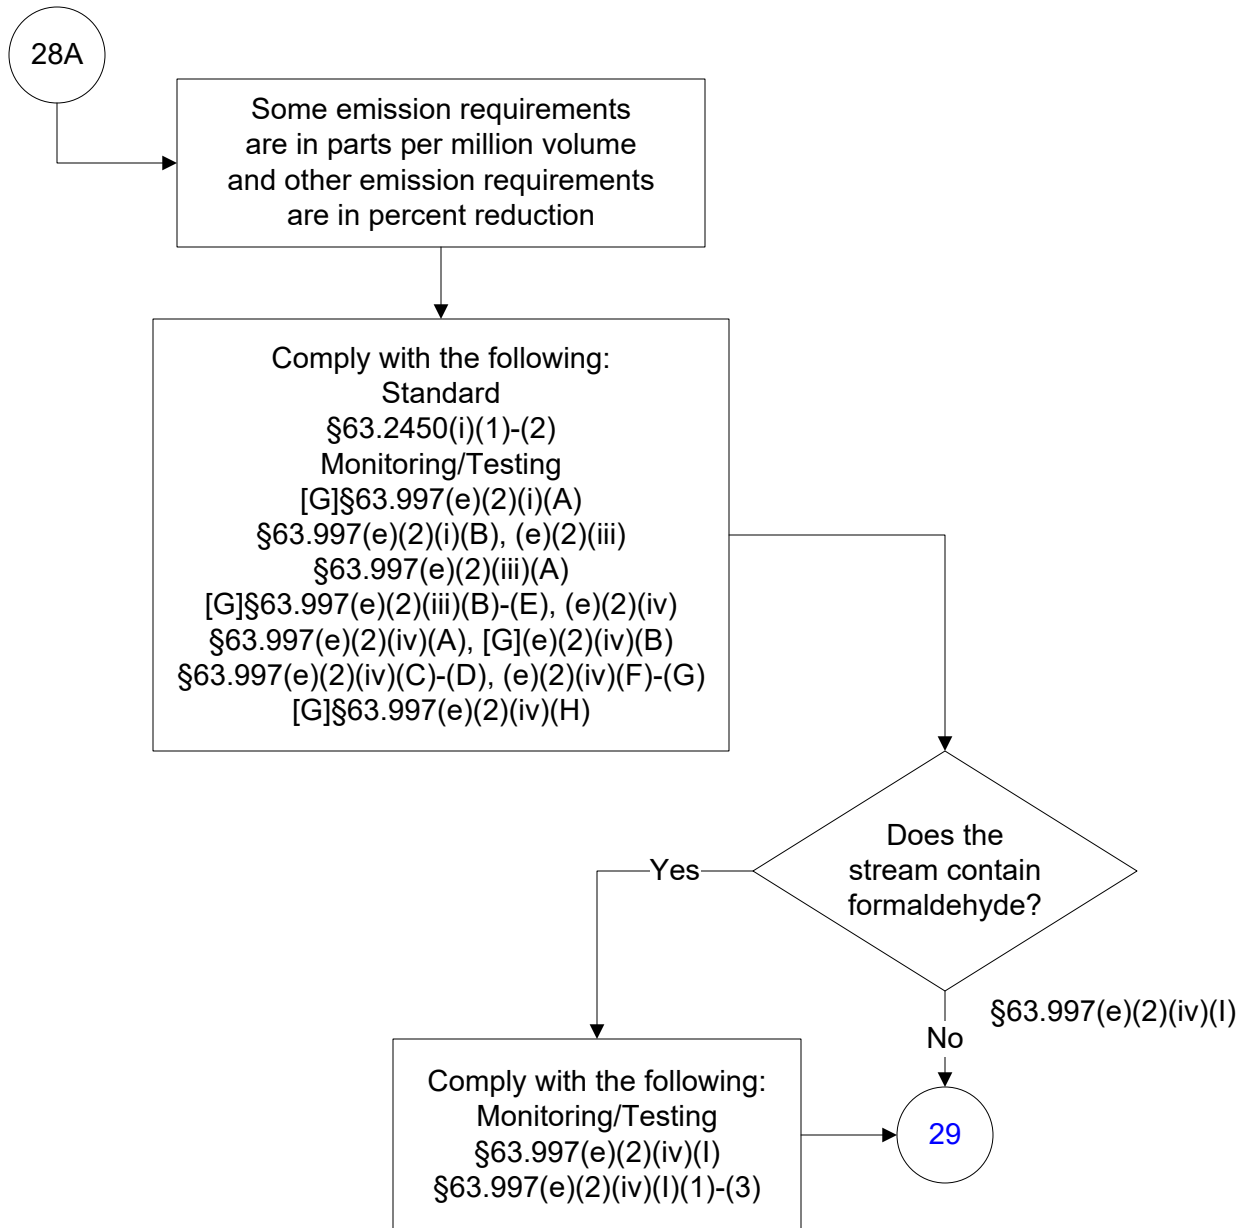 28A
Some emission requirements
are in parts per million volume
and other emission requirements
are in percent reduction
Comply with the following:
Standard
§63.2450(i)(1)-(2)
Monitoring/Testing
[G]§63.997(e)(2)(i)(A)
§63.997(e)(2)(i)(B), (e)(2)(iii)
§63.997(e)(2)(iii)(A)
[G]§63.997(e)(2)(iii)(B)-(E), (e)(2)(iv)
§63.997(e)(2)(iv)(A), [G](e)(2)(iv)(B)
§63.997(e)(2)(iv)(C)-(D), (e)(2)(iv)(F)-(G)
[G]§63.997(e)(2)(iv)(H)
Does the
stream contain
formaldehyde?
Yes
§63.997(e)(2)(iv)(I)
No
Comply with the following:
Monitoring/Testing
§63.997(e)(2)(iv)(I)
§63.997(e)(2)(iv)(I)(1)-(3)
29